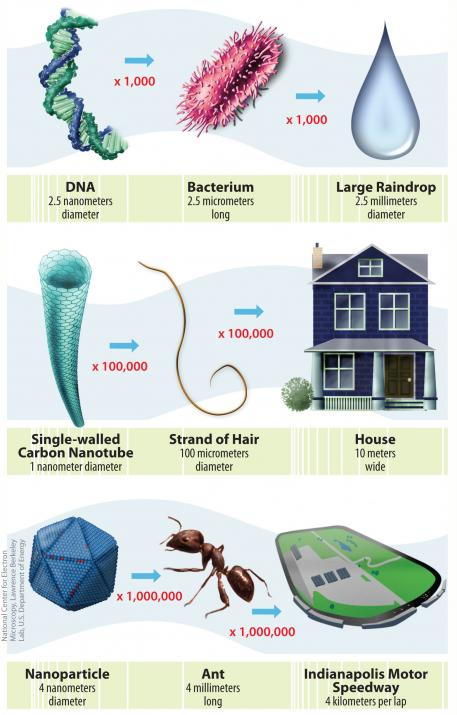 x 1,000
x 1,000
DNA
2.5 nanometers
diameter
Bacterium
2.5 micrometers
long
Large Raindrop
2.5 millimeters
diameter
x 100,000
x 100,000
Single-walled
Carbon Nanotube
1 nanometer diameter
Strand of Hair
100 micrometers
diameter
House
10 meters
wide
National Center for Electron
Microscopy, Lawrence Berkeley
Lab, U.S. Department of Energy
x 1,000,000
x 1,000,000
Nanoparticle
4 nanometers
diameter
Ant
4 millimeters
long
Indianapolis Motor
Speedway
4 kilometers per lap